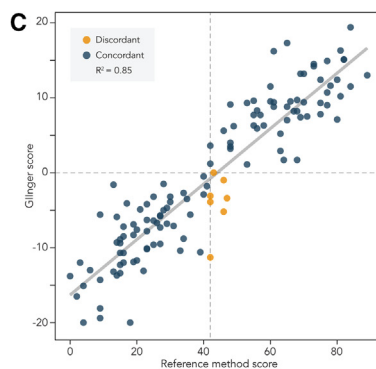 C
Discordant
Concordant
R² = 0.85
20
10
0
-10
-20
GilInger score
0
20
40
60
80
Reference method score